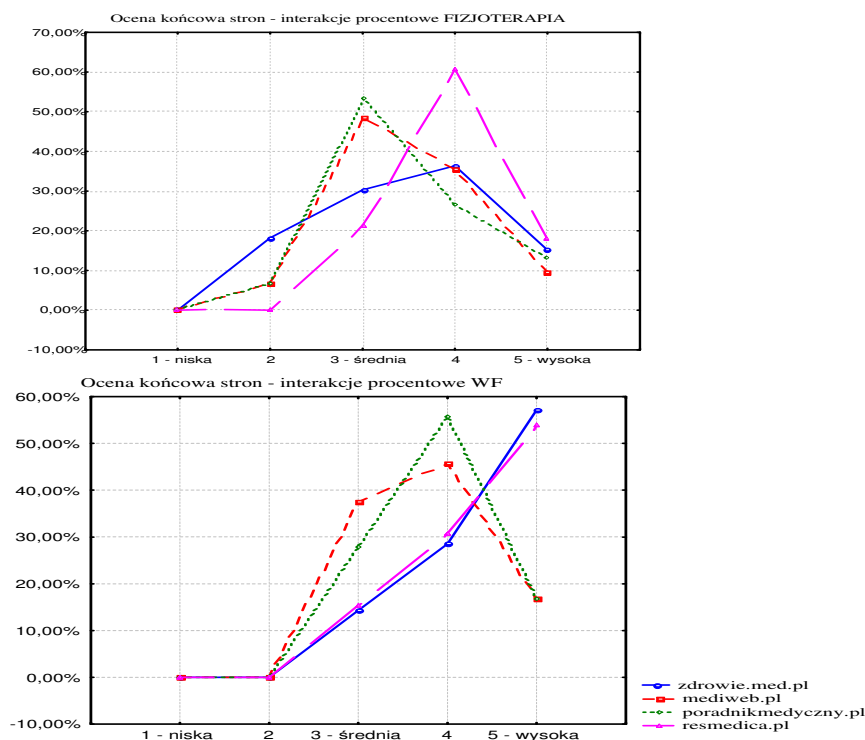 Ocena końcowa stron - interakcje procentowe FIZJOTERAPIA
70,00%
60,00%
50,00%
40,00%
30,00%
20,00%
10,00%
0,00%
-10,00%
1 - niska 2 3 - średnia 4 5 - wysoka
Ocena końcowa stron - interakcje procentowe WF
60,00%
50,00%
40,00%
30,00%
20,00%
10,00%
0,00%
-10,00%
1 - niska 2 3 - średnia 4 5 - wysoka
zdrowie.med.pl
mediweb.pl
poradnikmedyczny.pl
resmedica.pl